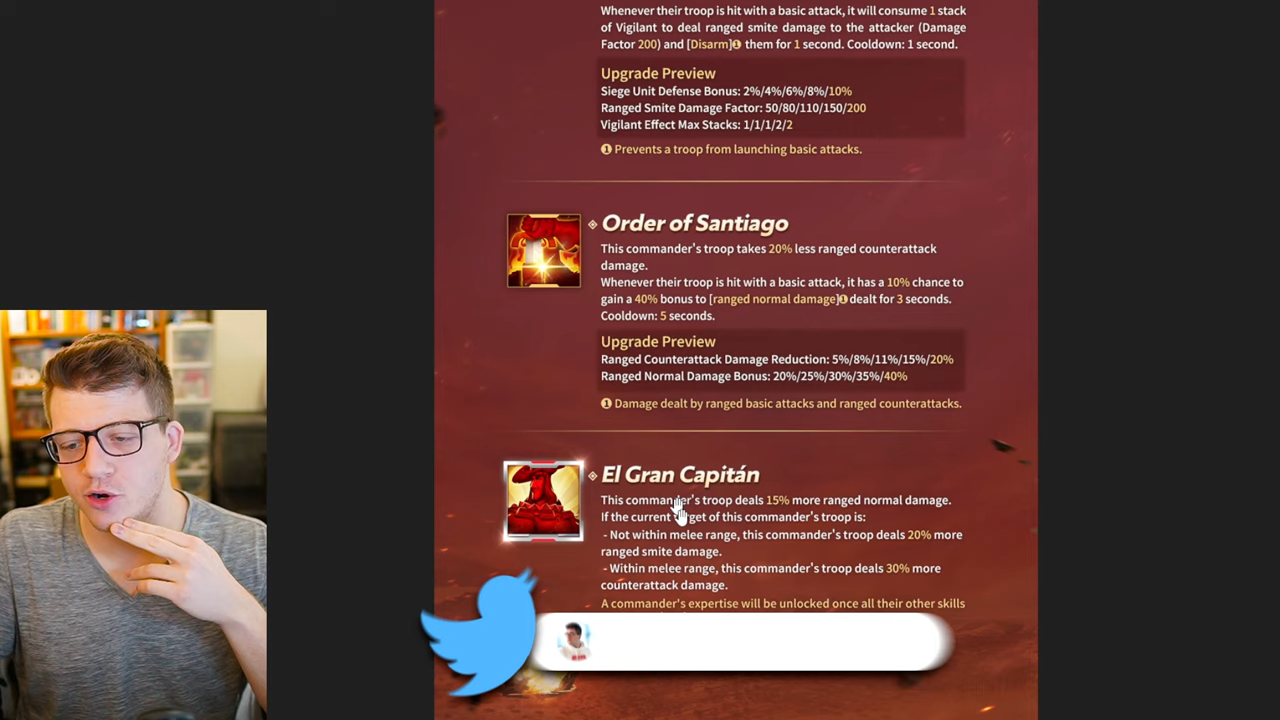 Whenever their troop is hit with a basic attack, it will consume 1 stack
of Vigilant to deal ranged smite damage to the attacker (Damage
Factor 200) and [Disarm]❶ them for 1 second. Cooldown: 1 second.
Upgrade Preview
Siege Unit Defense Bonus: 2%/4%/6%/8%/10%
Ranged Smite Damage Factor: 50/80/110/150/200
Vigilant Effect Max Stacks: 1/1/1/2/2
❶ Prevents a troop from launching basic attacks.
Order of Santiago
This commander's troop takes 20% less ranged counterattack
damage.
Whenever their troop is hit with a basic attack, it has a 10% chance to
gain a 40% bonus to [ranged normal damage]❶ dealt for 3 seconds.
Cooldown: 5 seconds.
Upgrade Preview
Ranged Counterattack Damage Reduction: 5%/8%/11%/15%/20%
Ranged Normal Damage Bonus: 20%/25%/30%/35%/40%
❶ Damage dealt by ranged basic attacks and ranged counterattacks.
El Gran Capitán
This commander's troop deals 15% more ranged normal damage.
If the current target of this commander's troop is:
- Not within melee range, this commander's troop deals 20% more
ranged smite damage.
- Within melee range, this commander's troop deals 30% more
counterattack damage.
A commander's expertise will be unlocked once all their other skills